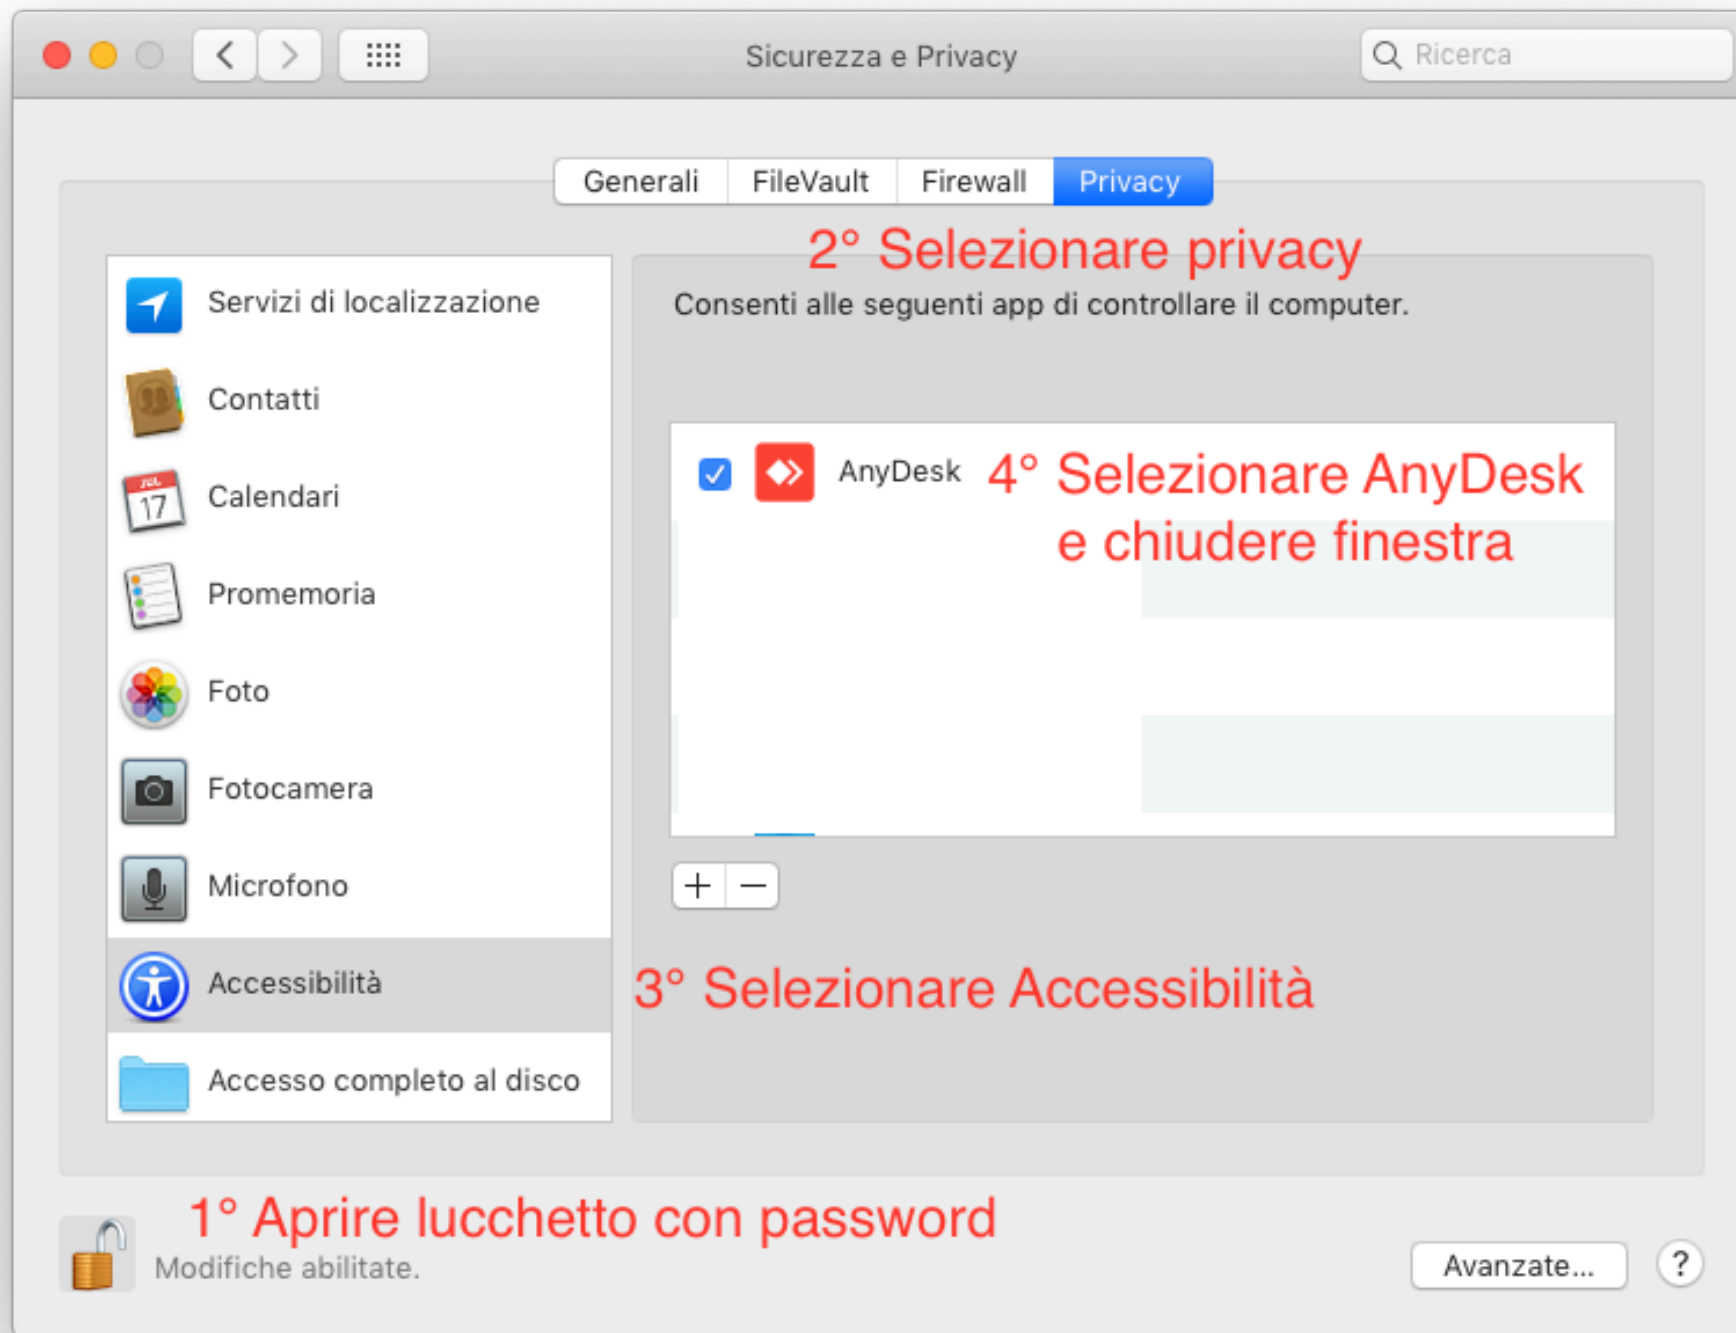 Sicurezza e Privacy
Ricerca
Generali
FileVault
Firewall
Privacy
2° Selezionare privacy
Servizi di localizzazione
Contatti
Calendari
Promemoria
Foto
Fotocamera
Microfono
Accessibilità
Accesso completo al disco
Consenti alle seguenti app di controllare il computer.
JUL
17
AnyDesk
4° Selezionare AnyDesk
e chiudere finestra
+
−
3° Selezionare Accessibilità
1° Aprire lucchetto con password
Modifiche abilitate.
Avanzate...
?